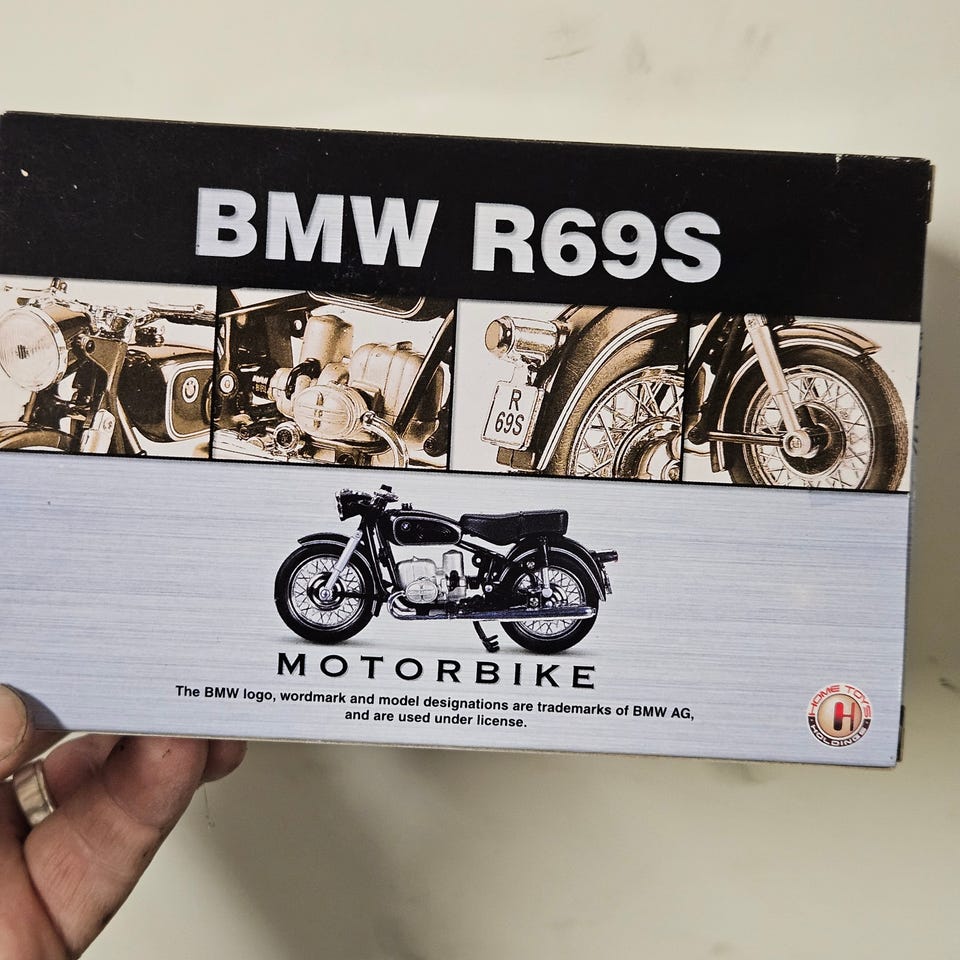 BMW R69S
R
69S
MOTORBIKE
The BMW logo, wordmark and model designations are trademarks of BMW AG,
and are used under license.
HOME TOYS
H
HOLDINGS